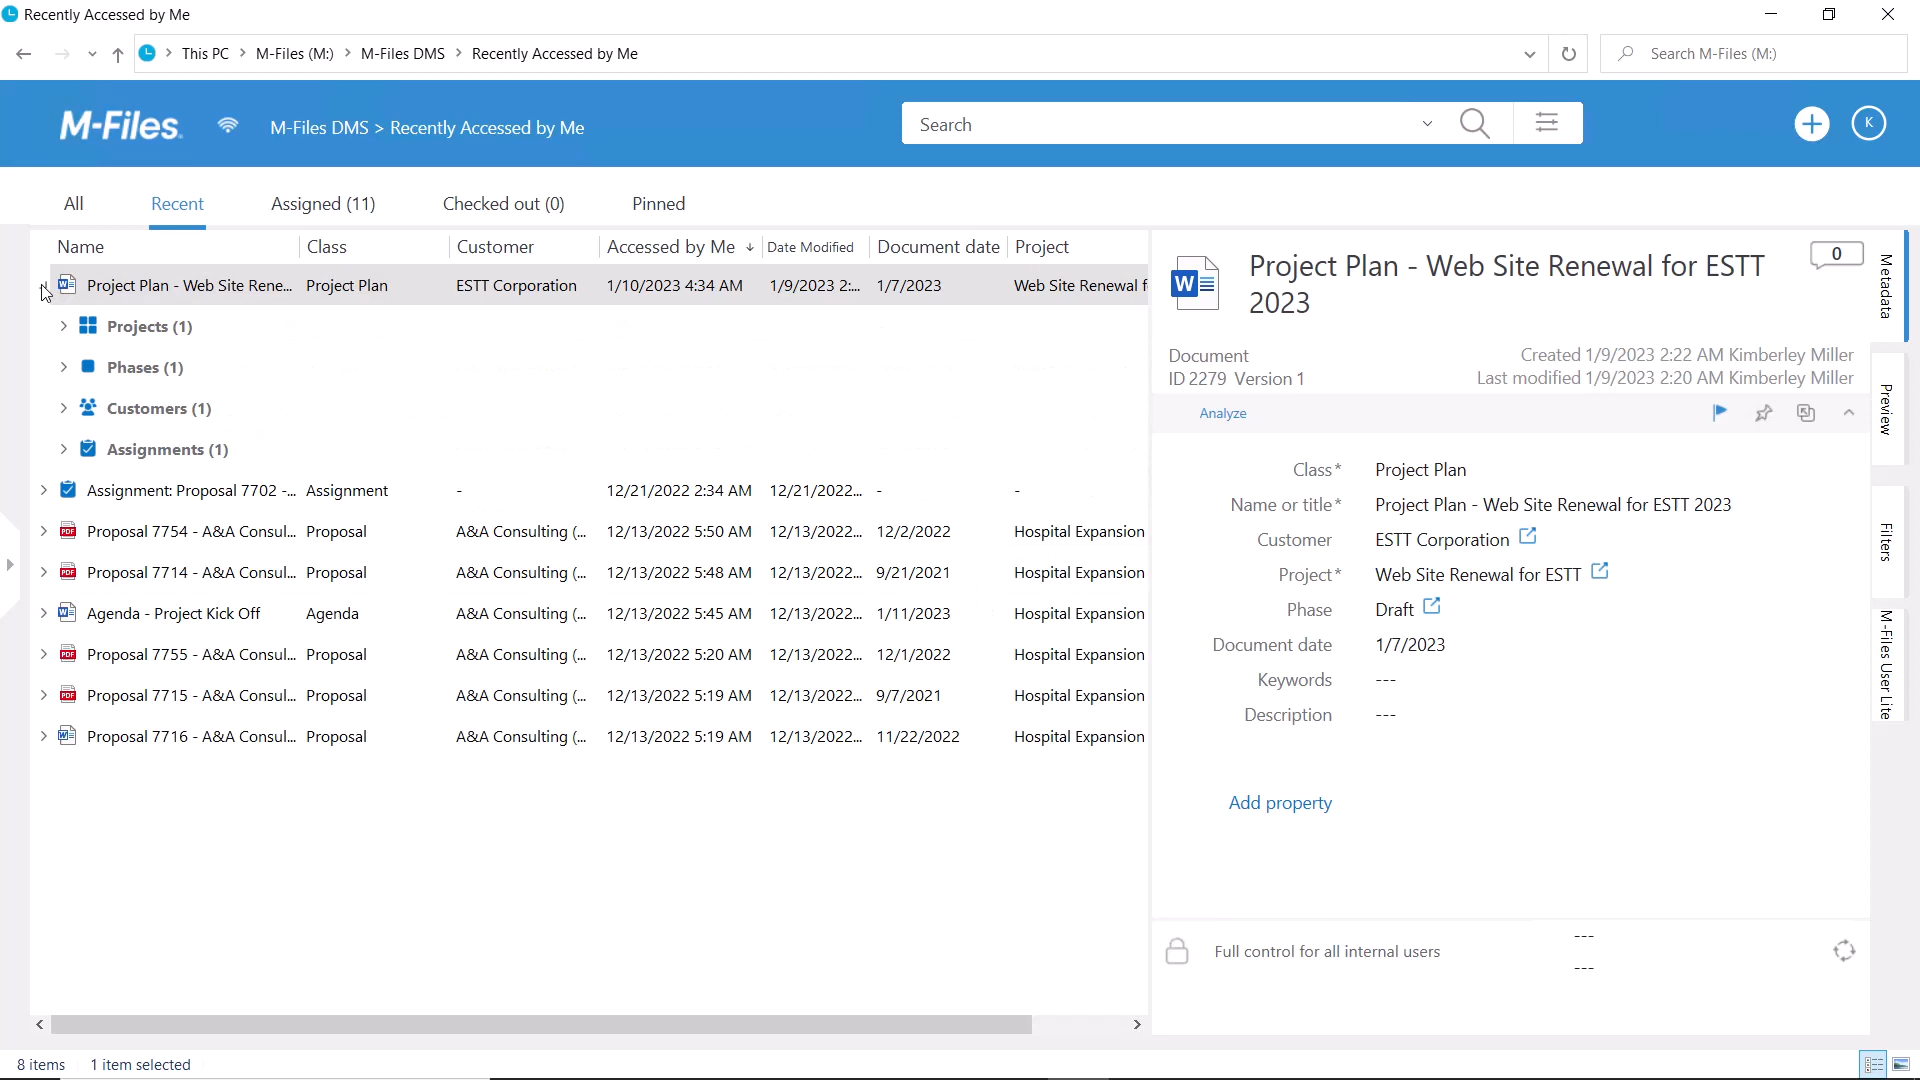 Recently Accessed by Me
This PC > M-Files (M:) > M-Files DMS > Recently Accessed by Me
Search M-Files (M:)
M-Files.
M-Files DMS > Recently Accessed by Me
Search
K
All Recent Assigned (11) Checked out (0) Pinned
Name Class Customer Accessed by Me Date Modified Document date Project
Project Plan - Web Site Rene... Project Plan ESTT Corporation 1/10/2023 4:34 AM 1/9/2023 2:... 1/7/2023 Web Site Renewal f
Projects (1)
Phases (1)
Customers (1)
Assignments (1)
Assignment: Proposal 7702 -... Assignment - 12/21/2022 2:34 AM 12/21/2022... - -
Proposal 7754 - A&A Consul... Proposal A&A Consulting (... 12/13/2022 5:50 AM 12/13/2022... 12/2/2022 Hospital Expansion
Proposal 7714 - A&A Consul... Proposal A&A Consulting (... 12/13/2022 5:48 AM 12/13/2022... 9/21/2021 Hospital Expansion
Agenda - Project Kick Off Agenda A&A Consulting (... 12/13/2022 5:45 AM 12/13/2022... 1/11/2023 Hospital Expansion
Proposal 7755 - A&A Consul... Proposal A&A Consulting (... 12/13/2022 5:20 AM 12/13/2022... 12/1/2022 Hospital Expansion
Proposal 7715 - A&A Consul... Proposal A&A Consulting (... 12/13/2022 5:19 AM 12/13/2022... 9/7/2021 Hospital Expansion
Proposal 7716 - A&A Consul... Proposal A&A Consulting (... 12/13/2022 5:19 AM 12/13/2022... 11/22/2022 Hospital Expansion
Project Plan - Web Site Renewal for ESTT
2023
0
Document
ID 2279 Version 1
Created 1/9/2023 2:22 AM Kimberley Miller
Last modified 1/9/2023 2:20 AM Kimberley Miller
Analyze
Class* Project Plan
Name or title* Project Plan - Web Site Renewal for ESTT 2023
Customer ESTT Corporation
Project* Web Site Renewal for ESTT
Phase Draft
Document date 1/7/2023
Keywords ---
Description ---
Add property
Full control for all internal users
---
---
Metadata
Preview
Filters
M-Files User Lite
8 items 1 item selected